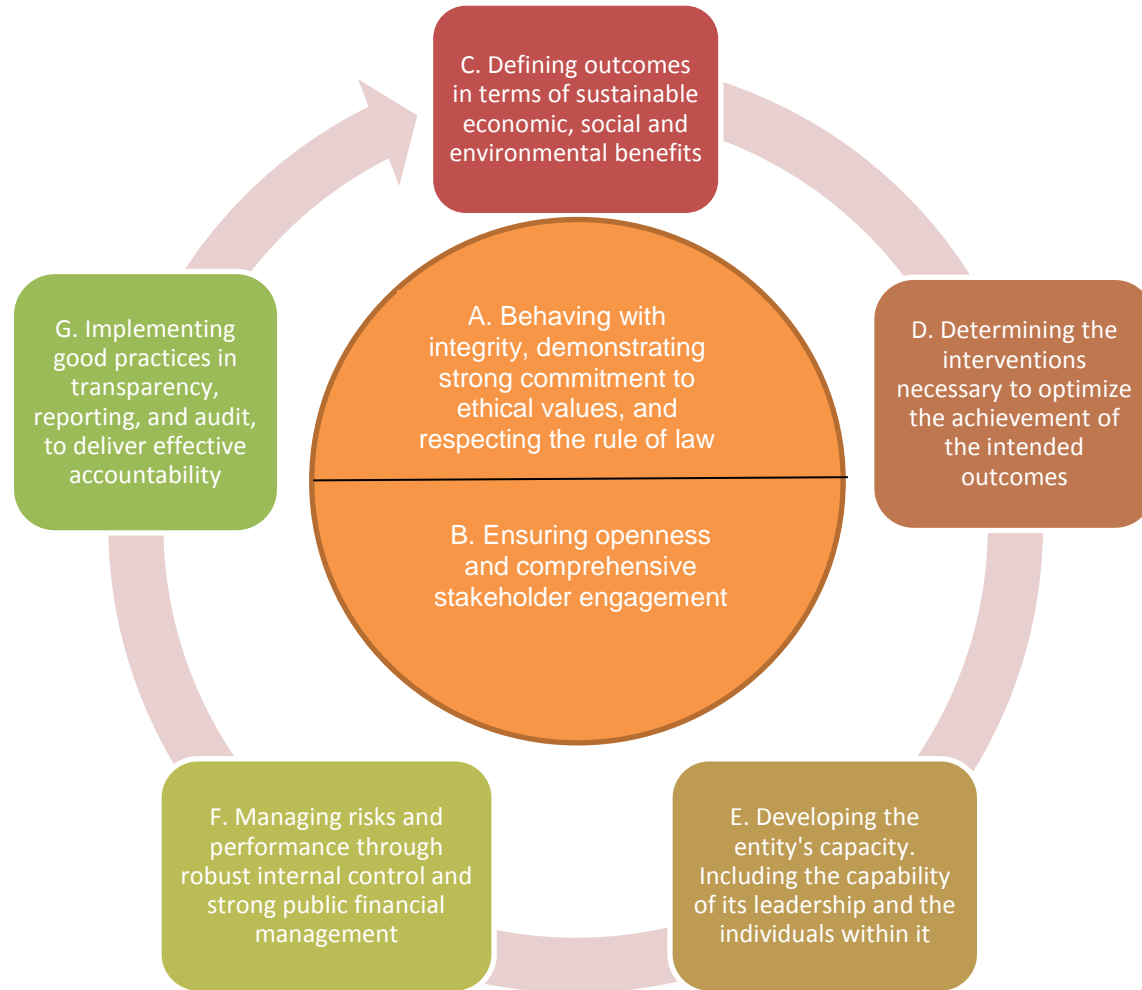 C. Defining outcomes
in terms of sustainable
economic, social and
environmental benefits
A. Behaving with
integrity, demonstrating
strong commitment to
ethical values, and
respecting the rule of law
B. Ensuring openness
and comprehensive
stakeholder engagement
D. Determining the
interventions
necessary to optimize
the achievement of
the intended
outcomes
E. Developing the
entity's capacity.
Including the capability
of its leadership and the
individuals within it
F. Managing risks and
performance through
robust internal control and
strong public financial
management
G. Implementing
good practices in
transparency,
reporting, and audit,
to deliver effective
accountability